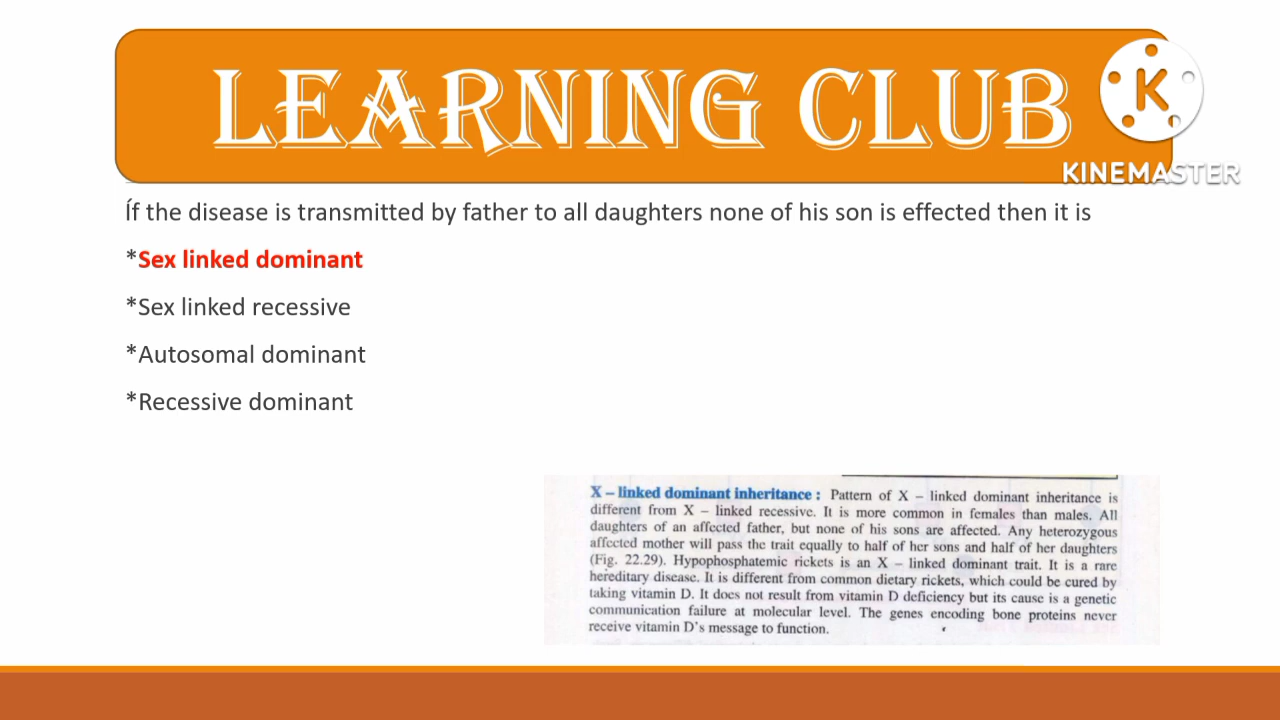 LEARNING CLUB
K
KINEMASTER
Íf the disease is transmitted by father to all daughters none of his son is effected then it is
*Sex linked dominant
*Sex linked recessive
*Autosomal dominant
*Recessive dominant
X – linked dominant inheritance : Pattern of X – linked dominant inheritance is
different from X – linked recessive. It is more common in females than males. All
daughters of an affected father, but none of his sons are affected. Any heterozygous
affected mother will pass the trait equally to half of her sons and half of her daughters
(Fig. 22.29). Hypophosphatemic rickets is an X – linked dominant trait. It is a rare
hereditary disease. It is different from common dietary rickets, which could be cured by
taking vitamin D. It does not result from vitamin D deficiency but its cause is a genetic
communication failure at molecular level. The genes encoding bone proteins never
receive vitamin D's message to function.